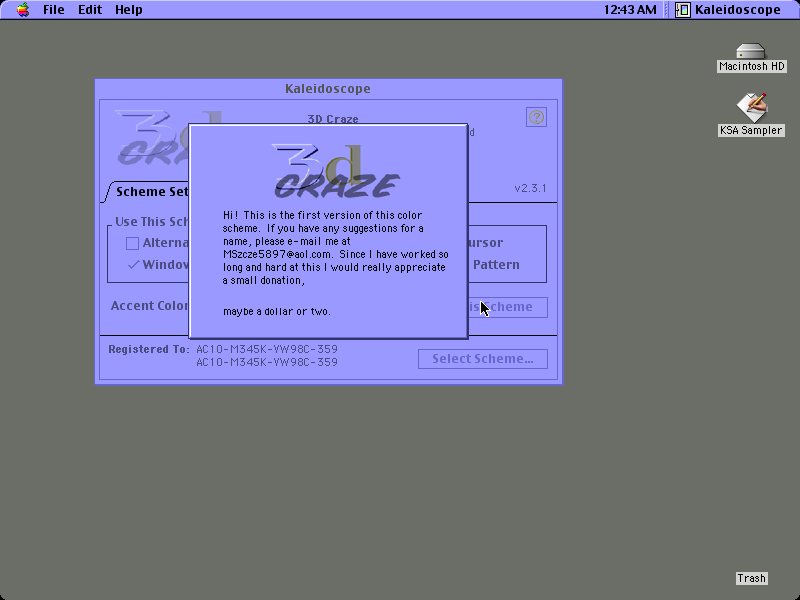 File Edit Help 12:43 AM Kaleidoscope
Macintosh HD
KSA Sampler
Kaleidoscope
3d
CRA
3D Craze
d
?
Scheme Set
v2.3.1
3d
CRAZE
Hi! This is the first version of this color
scheme. If you have any suggestions for a
name, please e-mail me at
MSzcze5897@aol.com. Since I have worked so
long and hard at this I would really appreciate
a small donation,
maybe a dollar or two.
Use This Sch
Alterna
ursor
Window
Pattern
Accent Color
is Scheme
Registered To: AC10-M345K-VW98C-359
AC10-M345K-VW98C-359
Select Scheme...
Trash